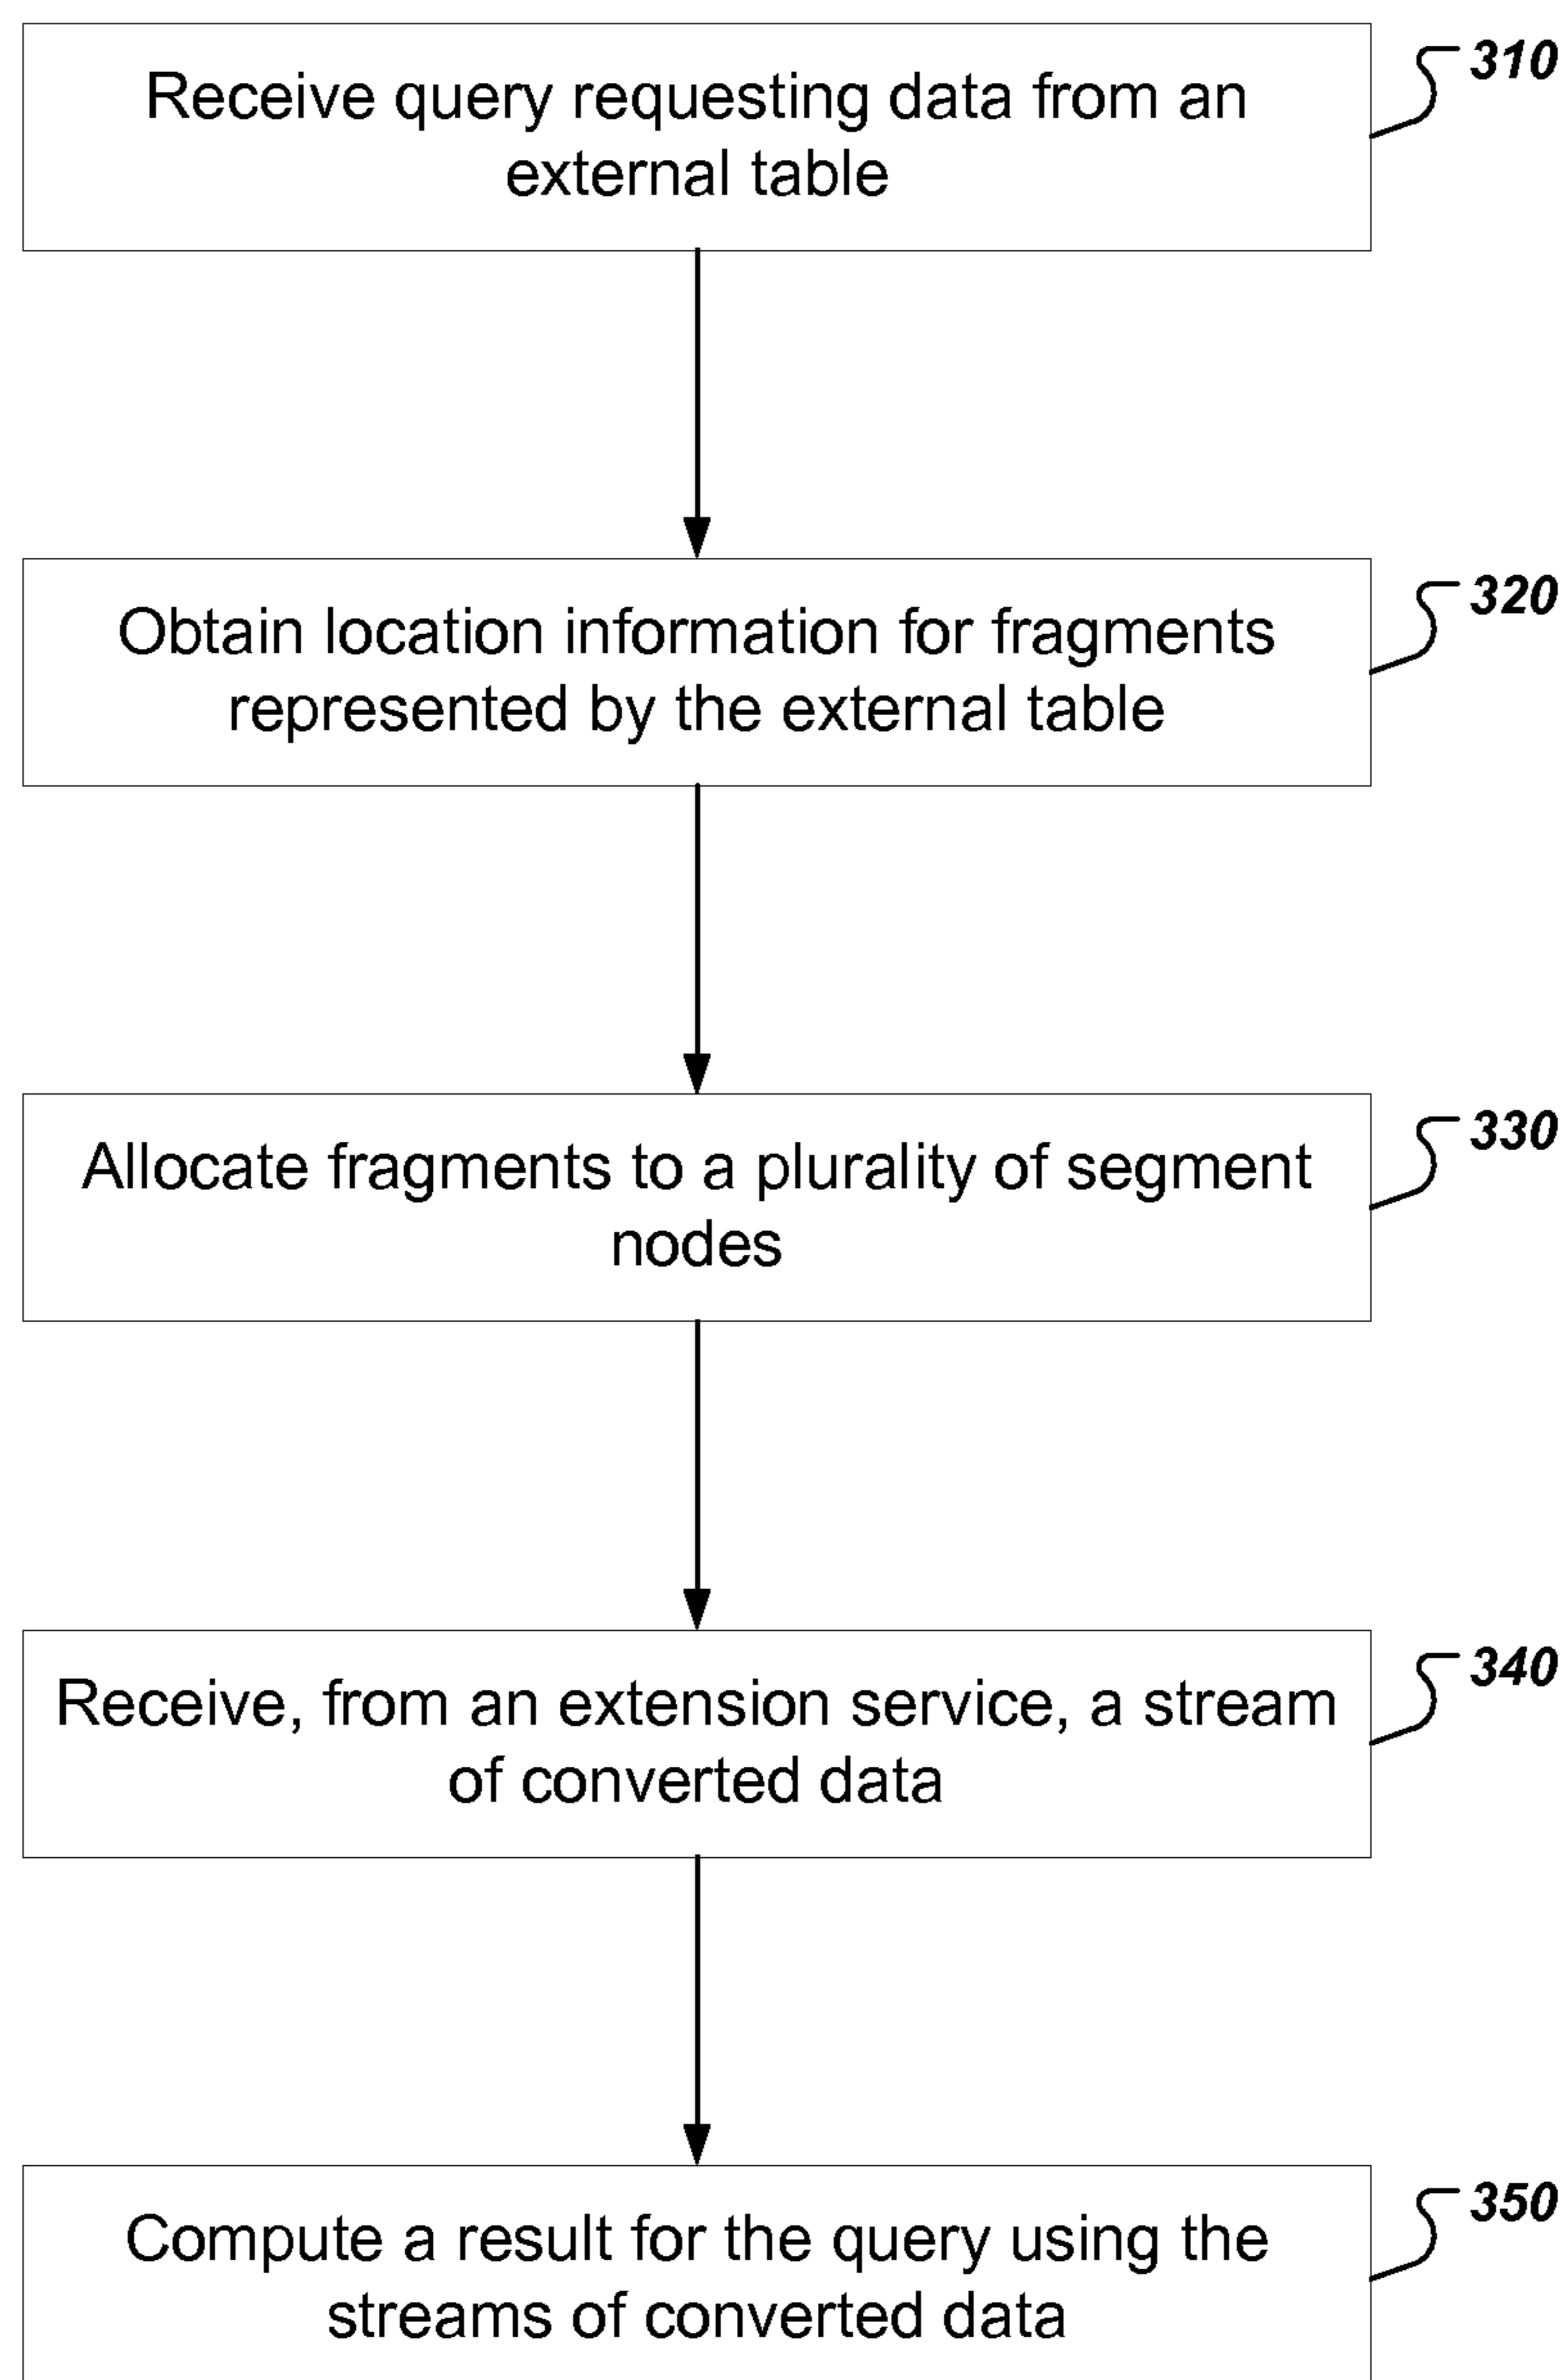 Receive query requesting data from an
external table
310
Obtain location information for fragments
represented by the external table
320
Allocate fragments to a plurality of segment
nodes
330
Receive, from an extension service, a stream
of converted data
340
Compute a result for the query using the
streams of converted data
350